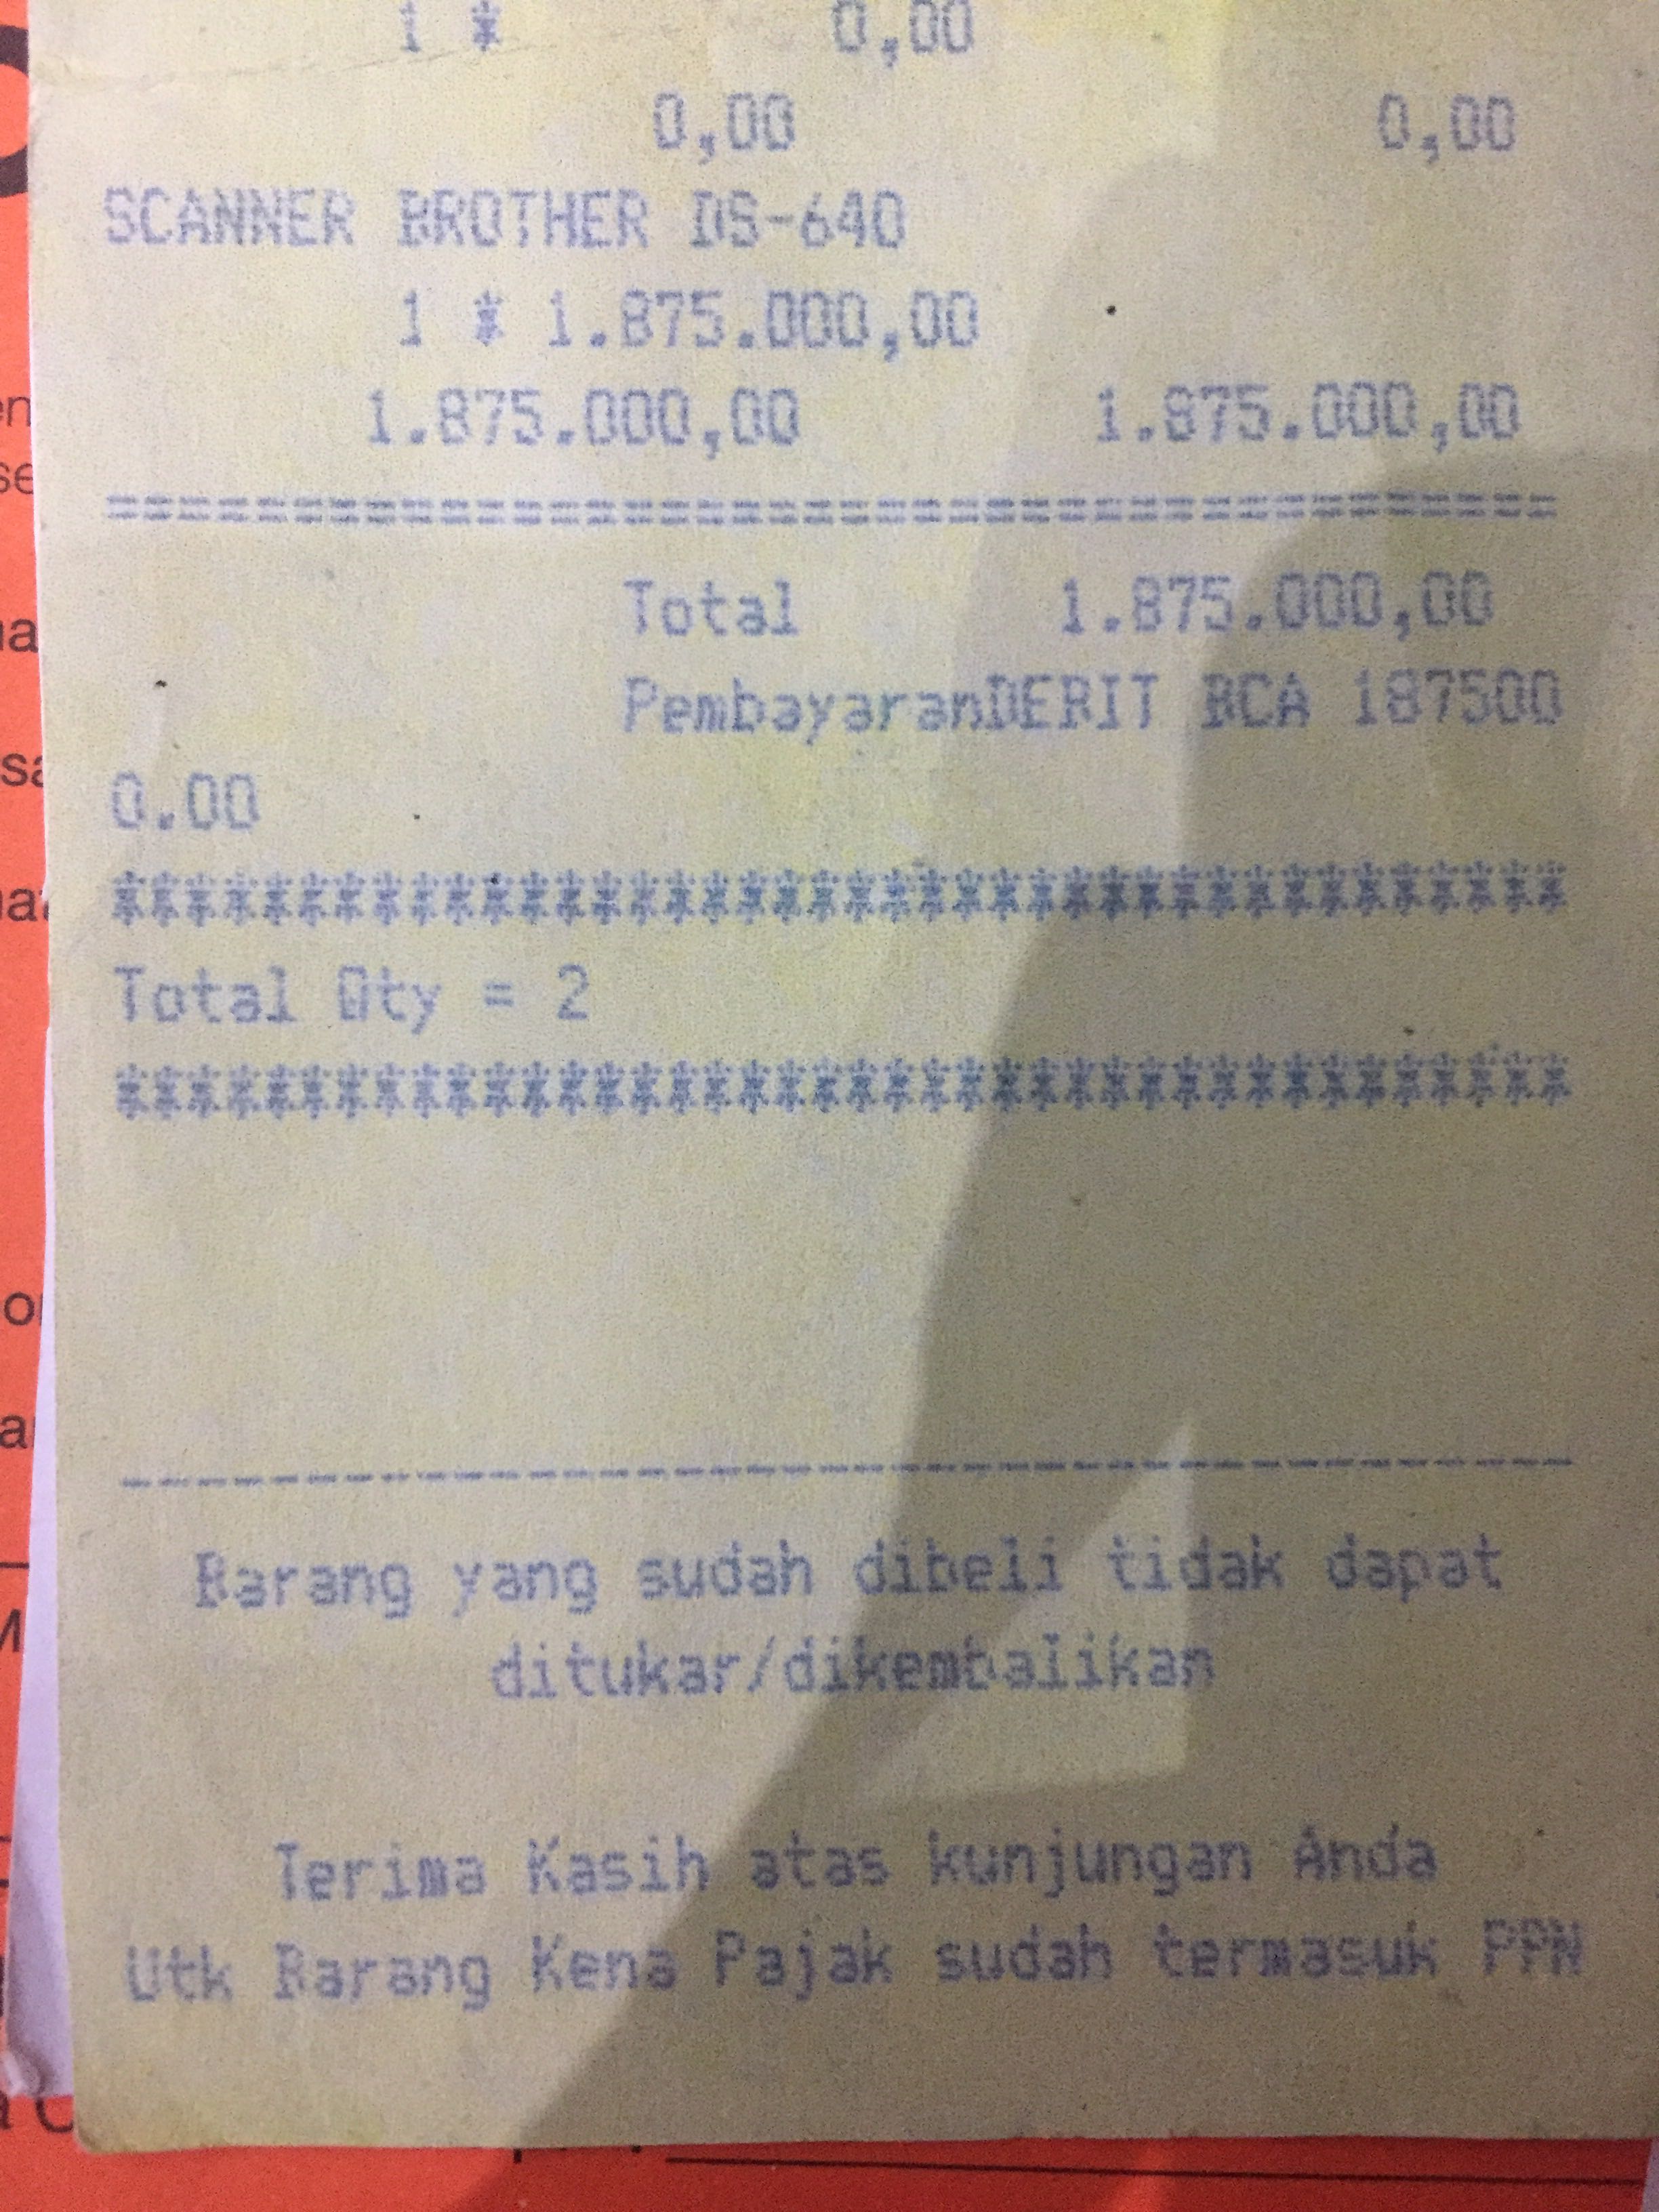 1 * 0,00
0,00 0,00
SCANNER BROTHER DS-640
1 * 1.875.000,00
1.875.000,00 1.875.000,00
========================================
Total 1.875.000,00
PembayaranDEBIT BCA 187500
0.00
****************************************
Total Qty = 2
****************************************
----------------------------------------
Barang yang sudah dibeli tidak dapat
ditukar/dikembalikan
Terima Kasih atas kunjungan Anda
Utk Barang Kena Pajak sudah termasuk PPN